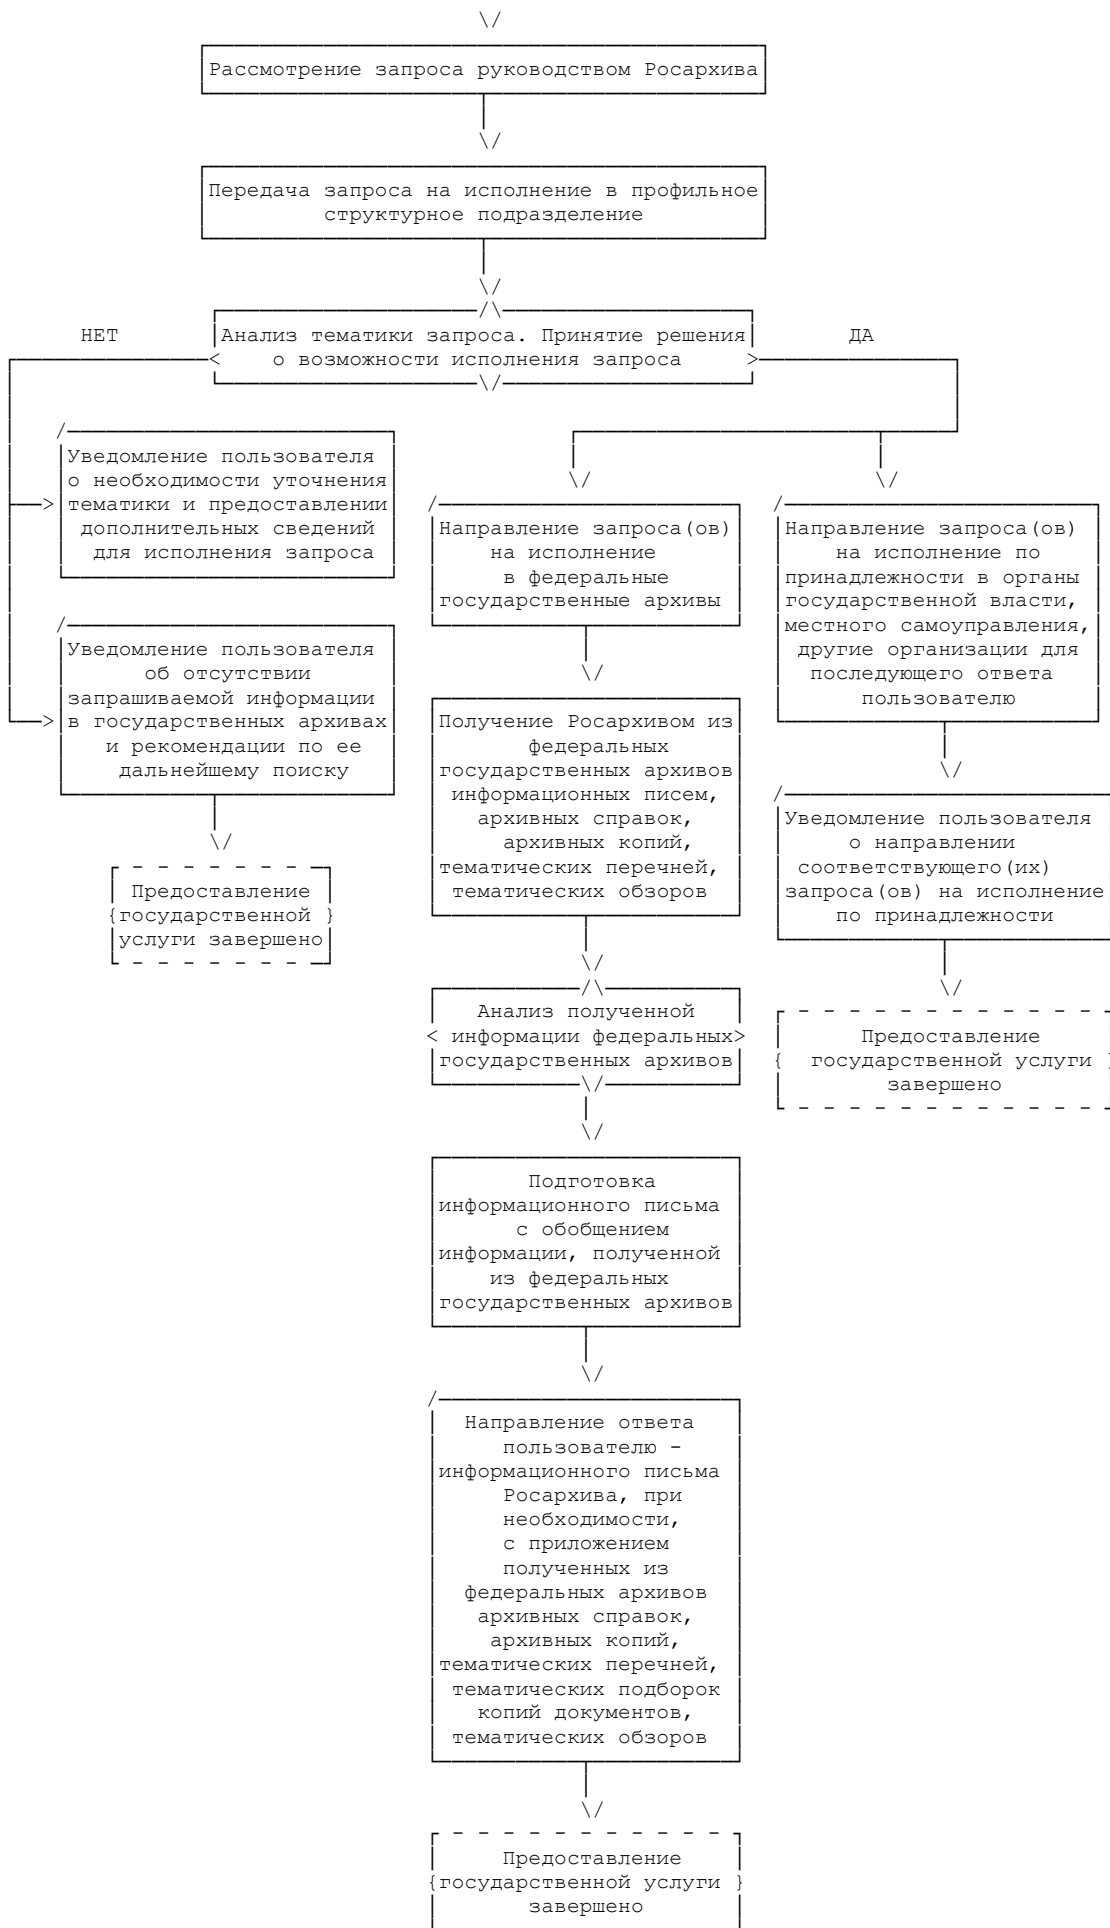 Рассмотрение запроса руководством Росархива
Передача запроса на исполнение в профильное
структурное подразделение
НЕТ
Анализ тематики запроса. Принятие решения
о возможности исполнения запроса
ДА
Уведомление пользователя
о необходимости уточнения
тематики и предоставлении
дополнительных сведений
для исполнения запроса
Уведомление пользователя
об отсутствии
запрашиваемой информации
в государственных архивах
и рекомендации по ее
дальнейшему поиску
Предоставление
государственной
услуги завершено
Направление запроса(ов)
на исполнение
в федеральные
государственные архивы
Получение Росархивом из
федеральных
государственных архивов
информационных писем,
архивных справок,
архивных копий,
тематических перечней,
тематических обзоров
Анализ полученной
информации федеральных
государственных архивов
Подготовка
информационного письма
с обобщением
информации, полученной
из федеральных
государственных архивов
Направление ответа
пользователю -
информационного письма
Росархива, при
необходимости,
с приложением
полученных из
федеральных архивов
архивных справок,
архивных копий,
тематических перечней,
тематических подборок
копий документов,
тематических обзоров
Предоставление
государственной услуги
завершено
Направление запроса(ов)
на исполнение по
принадлежности в органы
государственной власти,
местного самоуправления,
другие организации для
последующего ответа
пользователю
Уведомление пользователя
о направлении
соответствующего(их)
запроса(ов) на исполнение
по принадлежности
Предоставление
государственной услуги
завершено